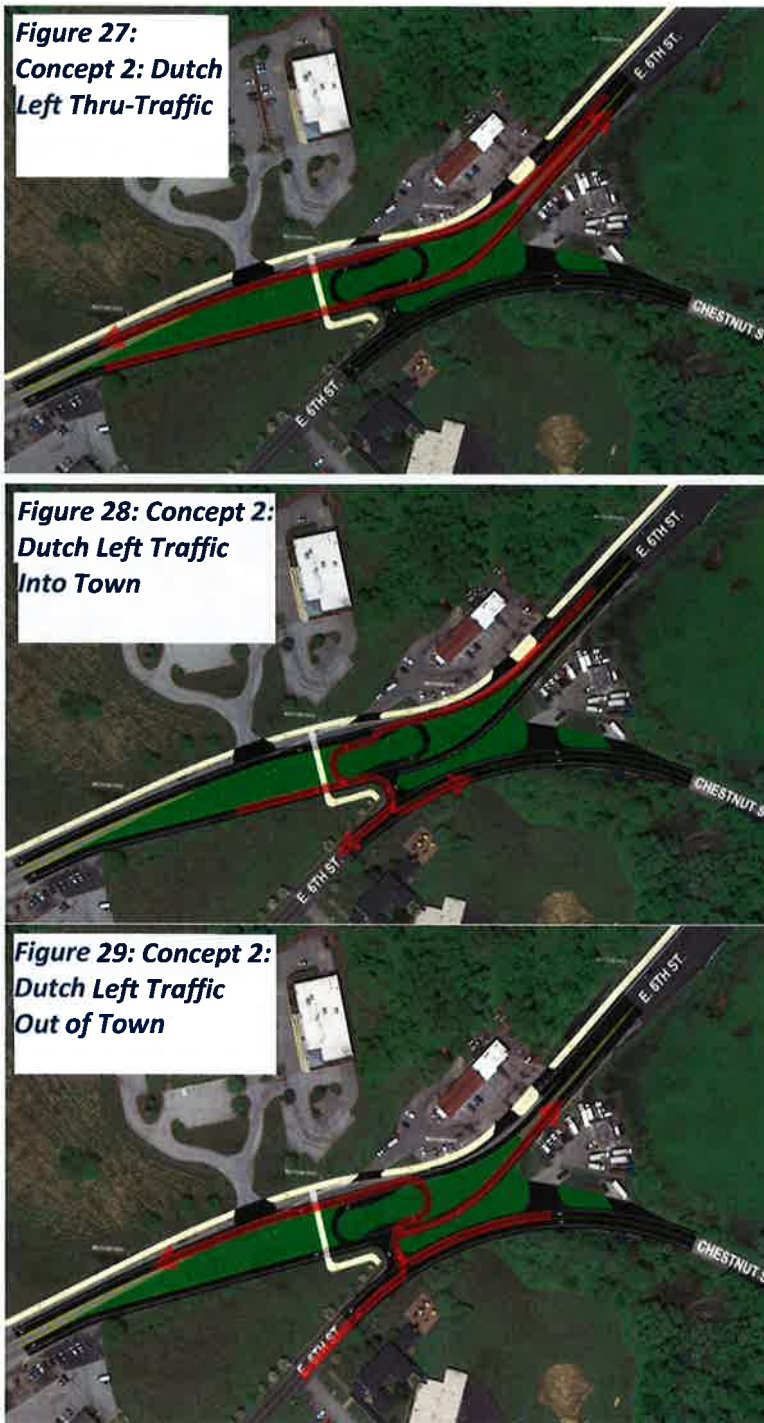 Figure 27:
Concept 2: Dutch
Left Thru-Traffic
E. 6TH ST.
CHESTNUT S
E. 6TH ST.
Figure 28: Concept 2:
Dutch Left Traffic
Into Town
E. 6TH ST.
CHESTNUT S
E. 6TH ST.
Figure 29: Concept 2:
Dutch Left Traffic
Out of Town
E. 6TH ST.
CHESTNUT S
E. 6TH ST.